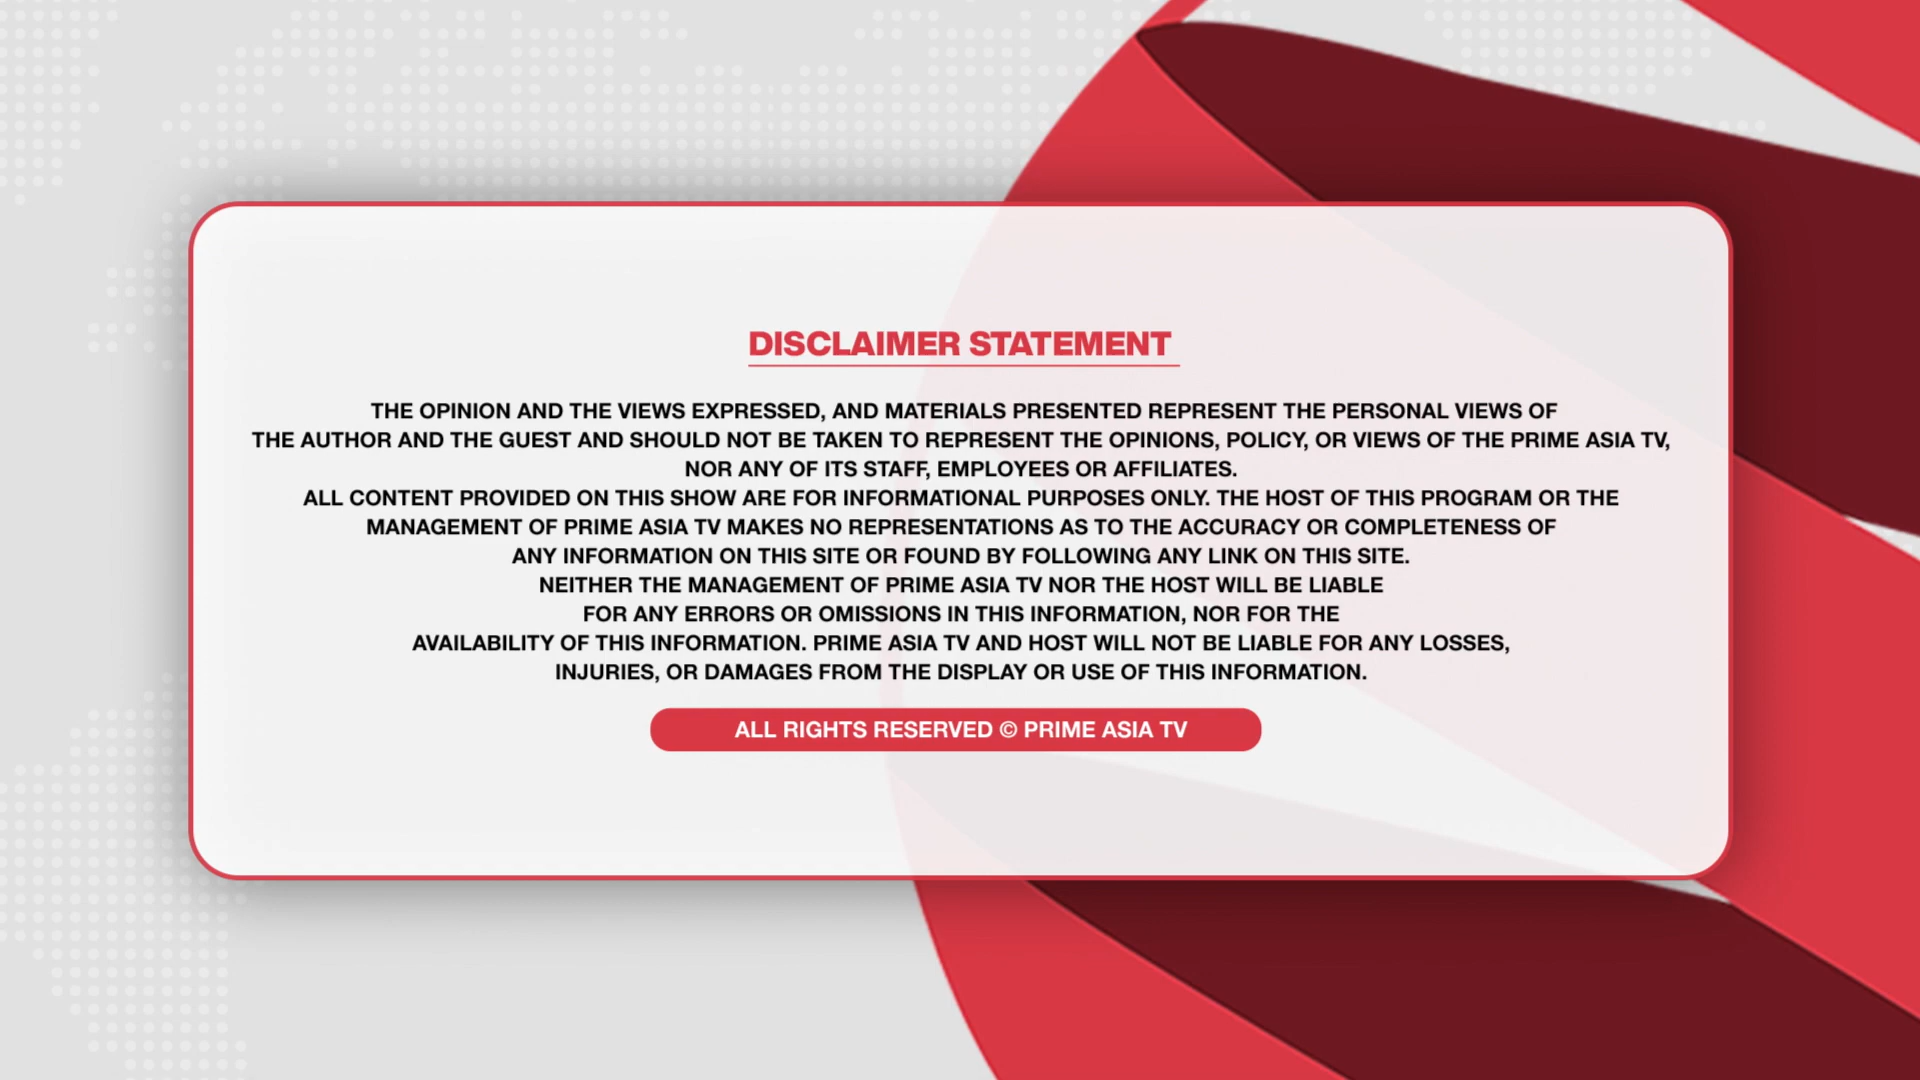 DISCLAIMER STATEMENT
THE OPINION AND THE VIEWS EXPRESSED, AND MATERIALS PRESENTED REPRESENT THE PERSONAL VIEWS OF
THE AUTHOR AND THE GUEST AND SHOULD NOT BE TAKEN TO REPRESENT THE OPINIONS, POLICY, OR VIEWS OF THE PRIME ASIA TV,
NOR ANY OF ITS STAFF, EMPLOYEES OR AFFILIATES.
ALL CONTENT PROVIDED ON THIS SHOW ARE FOR INFORMATIONAL PURPOSES ONLY. THE HOST OF THIS PROGRAM OR THE
MANAGEMENT OF PRIME ASIA TV MAKES NO REPRESENTATIONS AS TO THE ACCURACY OR COMPLETENESS OF
ANY INFORMATION ON THIS SITE OR FOUND BY FOLLOWING ANY LINK ON THIS SITE.
NEITHER THE MANAGEMENT OF PRIME ASIA TV NOR THE HOST WILL BE LIABLE
FOR ANY ERRORS OR OMISSIONS IN THIS INFORMATION, NOR FOR THE
AVAILABILITY OF THIS INFORMATION. PRIME ASIA TV AND HOST WILL NOT BE LIABLE FOR ANY LOSSES,
INJURIES, OR DAMAGES FROM THE DISPLAY OR USE OF THIS INFORMATION.
ALL RIGHTS RESERVED © PRIME ASIA TV